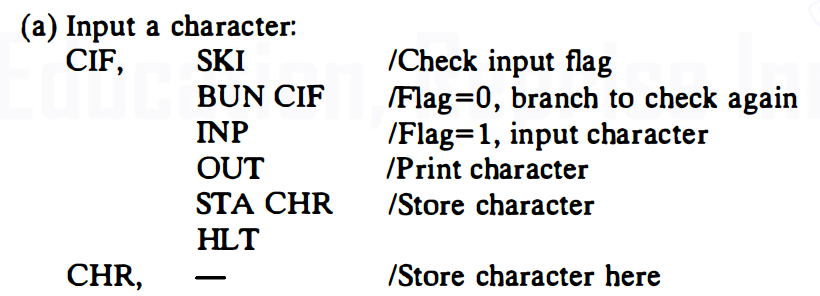 (a) Input a character:
CIF, SKI /Check input flag
BUN CIF /Flag=0, branch to check again
INP /Flag=1, input character
OUT /Print character
STA CHR /Store character
HLT
CHR, — /Store character here